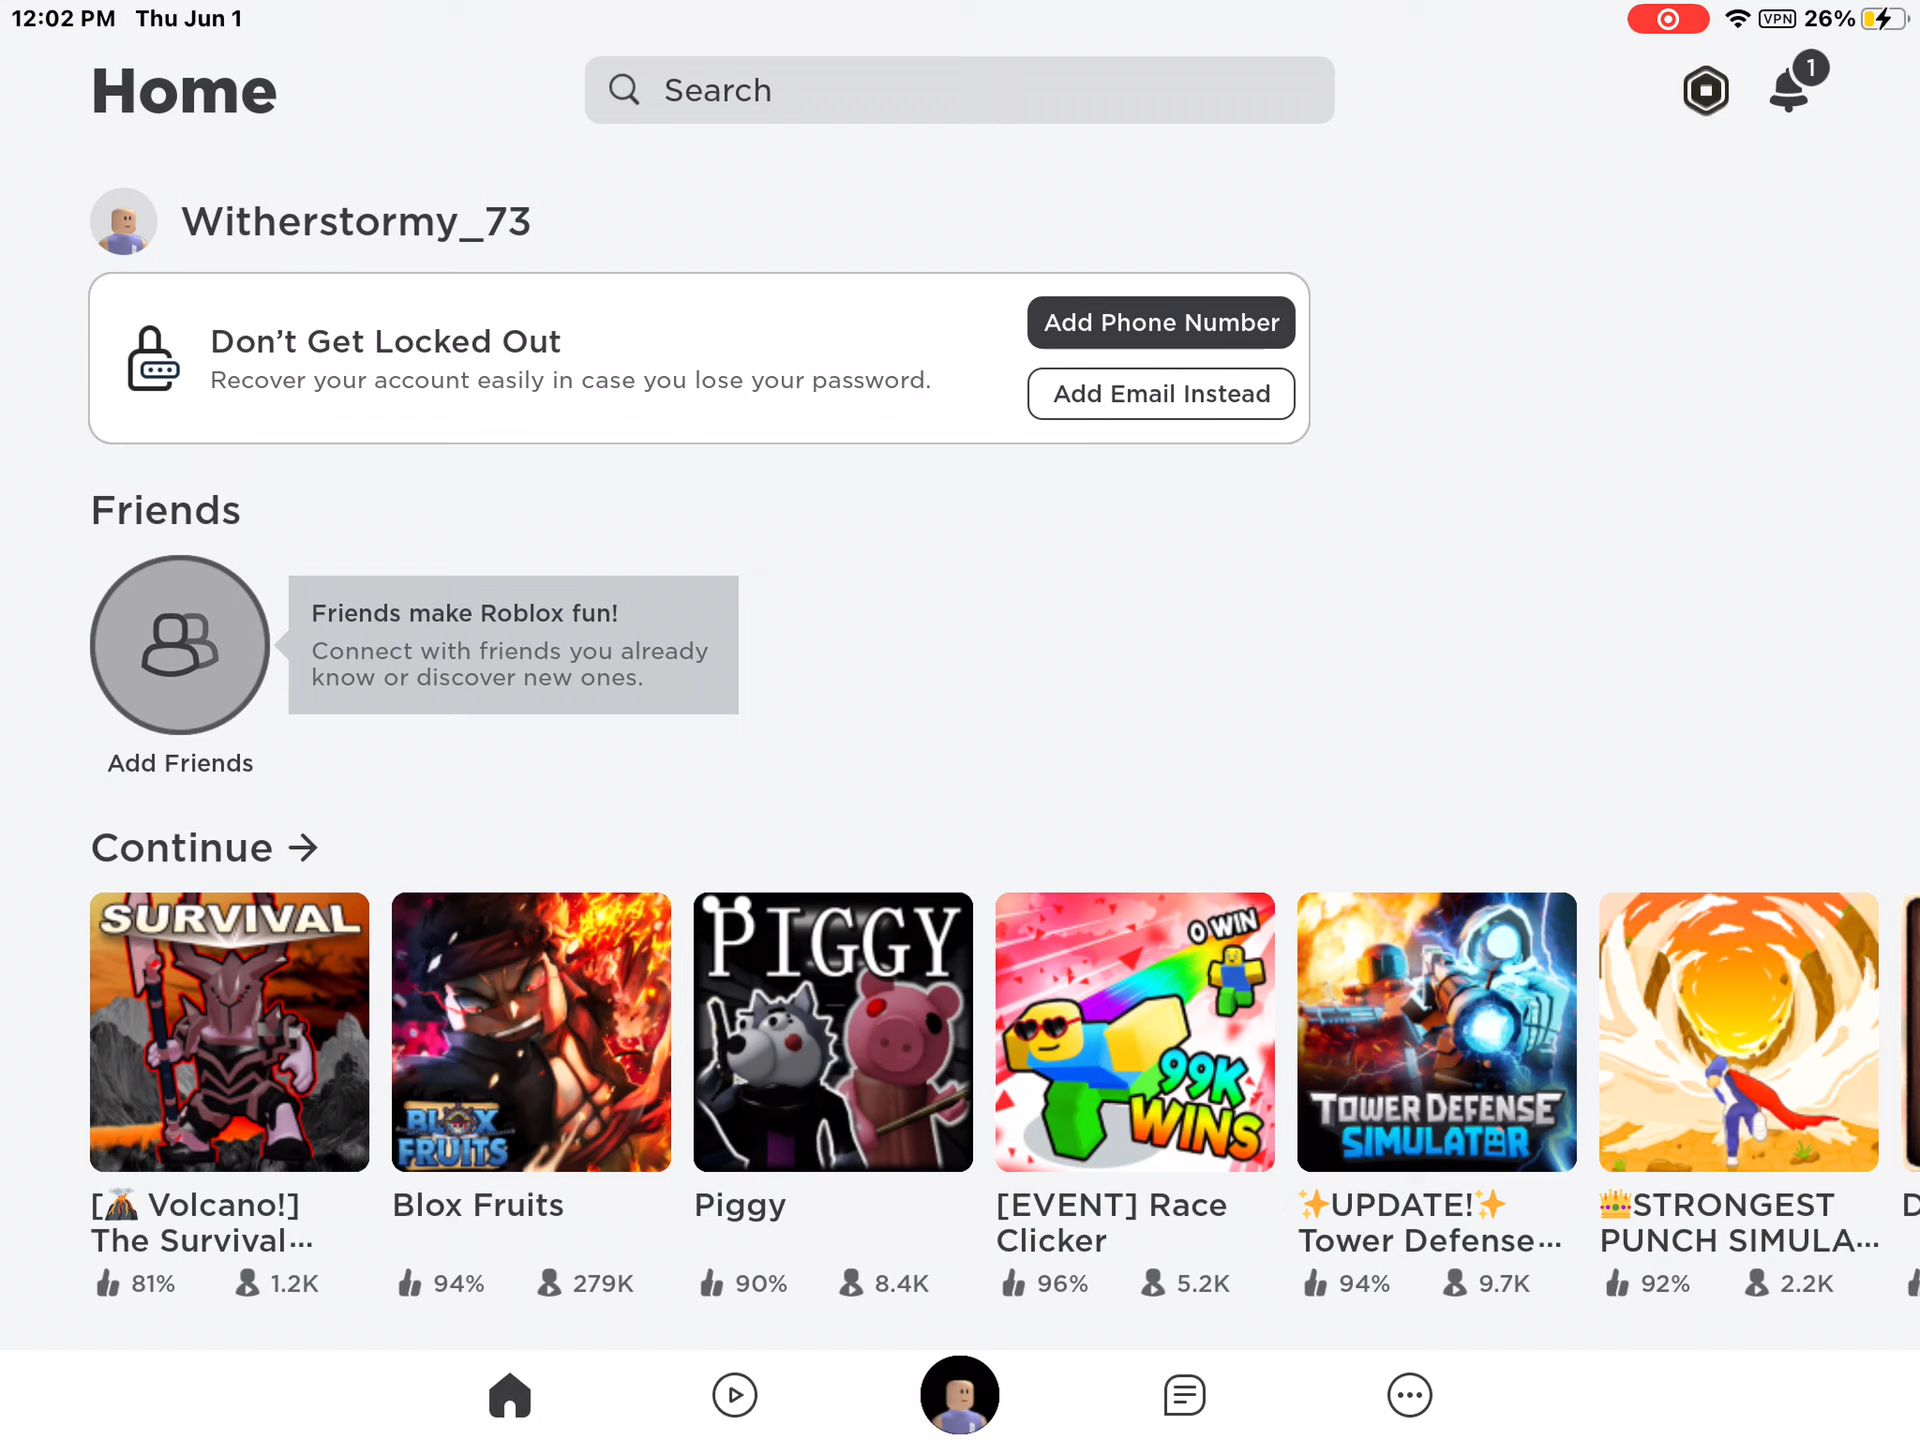 12:02 PM Thu Jun 1
VPN 26%
Home
Search
1
Witherstormy_73
Don’t Get Locked Out
Recover your account easily in case you lose your password.
Add Phone Number
Add Email Instead
Friends
Friends make Roblox fun!
Connect with friends you already
know or discover new ones.
Add Friends
Continue →
SURVIVAL
BLOX
FRUITS
PIGGY
0 WIN
99K
WINS
TOWER DEFENSE
SIMULATOR
[🌋 Volcano!]
The Survival...
81% 1.2K
Blox Fruits
94% 279K
Piggy
90% 8.4K
[EVENT] Race
Clicker
96% 5.2K
✨UPDATE!✨
Tower Defense...
94% 9.7K
👑STRONGEST
PUNCH SIMULA...
92% 2.2K